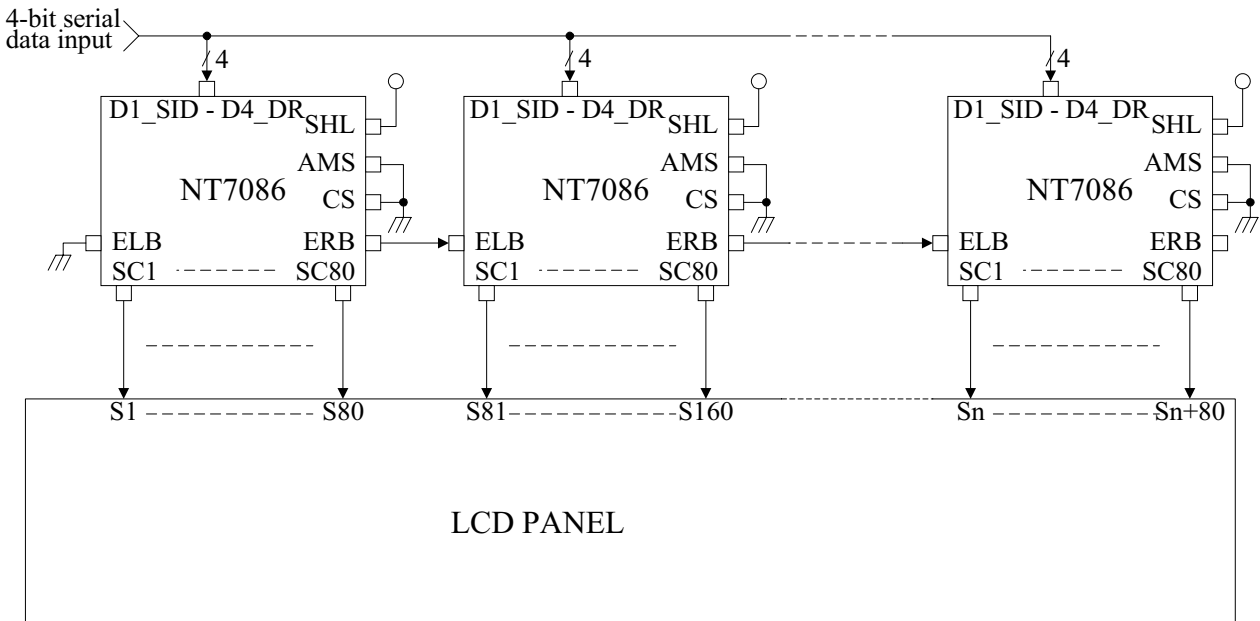 4-bit serial
data input
4
4
4
D1_SID - D4_DR
SHL
AMS
NT7086
CS
ELB
ERB
SC1
SC80
D1_SID - D4_DR
SHL
AMS
NT7086
CS
ELB
ERB
SC1
SC80
D1_SID - D4_DR
SHL
AMS
NT7086
CS
ELB
ERB
SC1
SC80
S1
S80
S81
S160
Sn
Sn+80
LCD PANEL